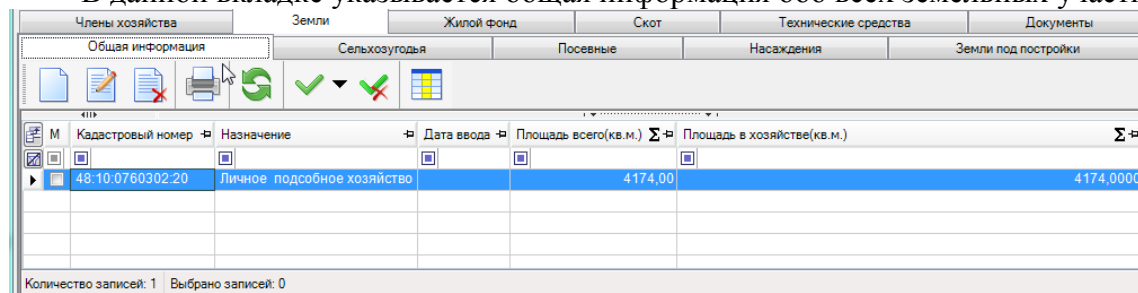 В данной вкладке указывается общая информация обо всех земельных
Члены хозяйства Земли Жилой фонд Скот Технические средства Документы
Общая информация Сельхозугодья Посевные Насаждения Земли под постройки
М Кадастровый номер Назначение Дата ввода Площадь всего(кв.м.) Σ Площадь в хозяйстве(кв.м.) Σ
48:10:0760302:20 Личное подсобное хозяйство 4174,00 4174,0000
Количество записей: 1 Выбрано записей: 0